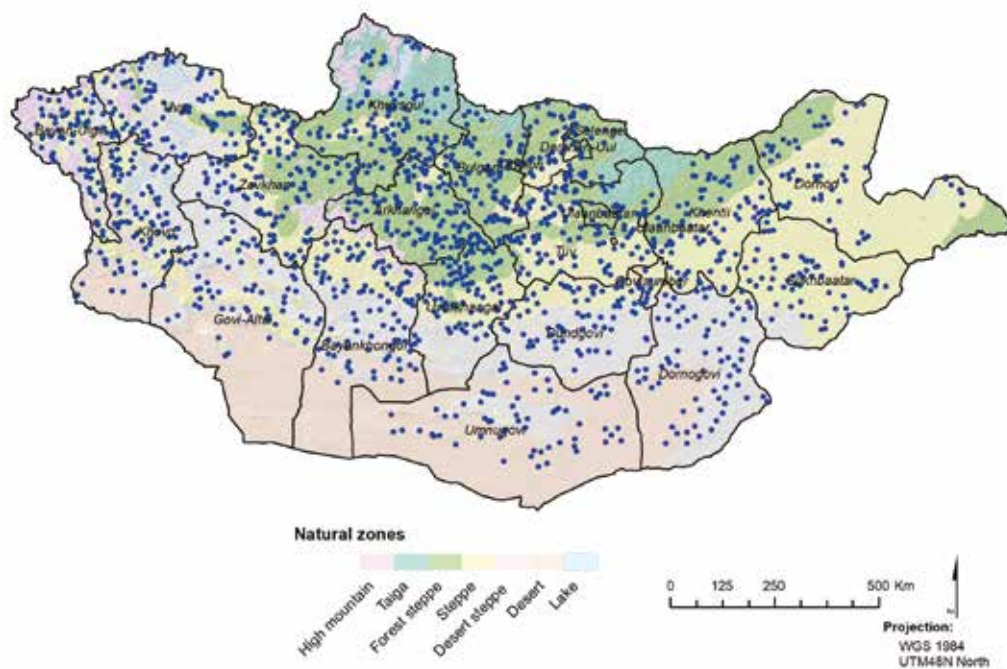 Khuvsgul
Uvs
Bayan-Ulgii
Selenge
Darkhan-Uul
Bulgan
Zavkhan
Dornod
Arkhangai
Khentii
Ulaanbaatar
Khovd
Tuv
Sukhbaatar
Govi-Altai
Bayankhongor
Dundgovi
Dornogovi
Umnugovi
Natural zones
High mountain
Taiga
Forest steppe
Steppe
Desert steppe
Desert
Lake
0 125 250 500 Km
Projection:
WGS 1984
UTM48N North